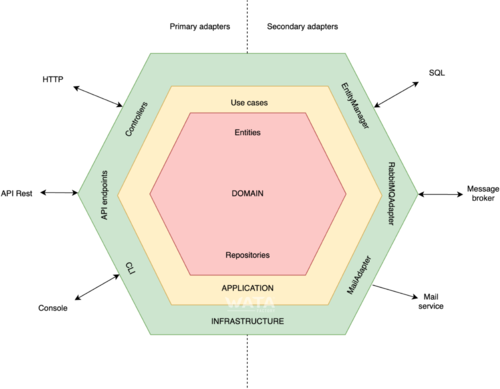 Primary adapters
Secondary adapters
HTTP
SQL
Controllers
EntityManager
Use cases
Entities
API Rest
API endpoints
DOMAIN
RabbitMQAdapter
Message
broker
Repositories
CLI
MailAdapter
Console
APPLICATION
WATA
Mail
service
INFRASTRUCTURE